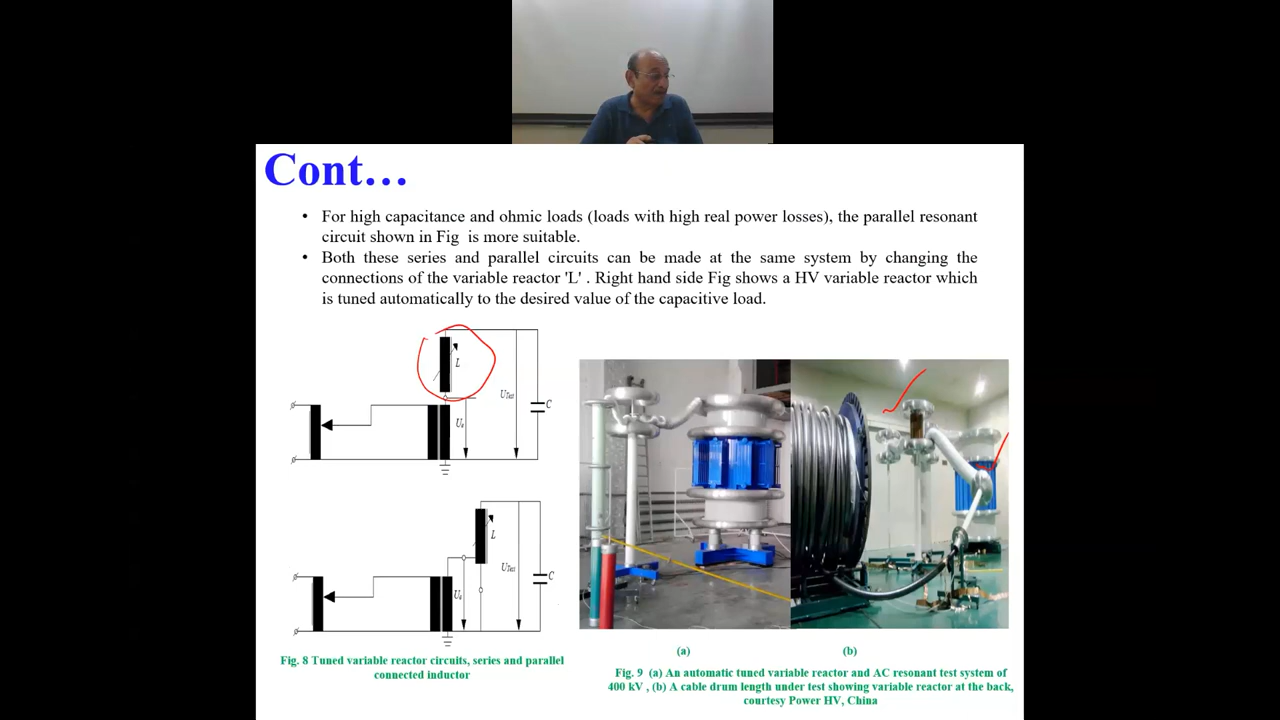 Cont...
• For high capacitance and ohmic loads (loads with high real power losses), the parallel resonant
circuit shown in Fig is more suitable.
• Both these series and parallel circuits can be made at the same system by changing the
connections of the variable reactor 'L' . Right hand side Fig shows a HV variable reactor which
is tuned automatically to the desired value of the capacitive load.
L
U_Test
C
U_e
L
U_Test
C
(a)
(b)
Fig. 8 Tuned variable reactor circuits, series and parallel
connected inductor
Fig. 9 (a) An automatic tuned variable reactor and AC resonant test system of
400 kV , (b) A cable drum length under test showing variable reactor at the back,
courtesy Power HV, China